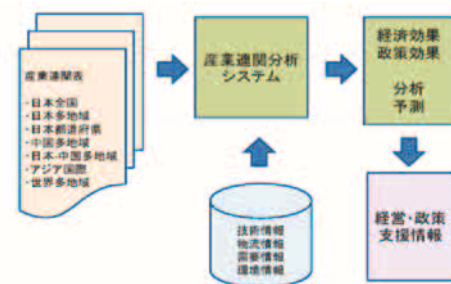 産業連関表
・日本全国
・日本多地域
・日本都道府県
・中国多地域
・日本-中国多地域
・アジア国際
・世界多地域
産業連関分析
システム
経済効果
政策効果
分析
予測
技術情報
物流情報
需要情報
環境情報
経営・政策
支援情報